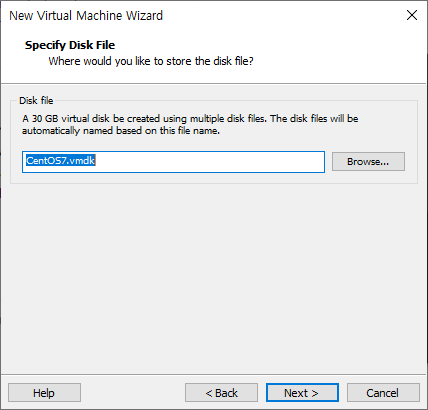 New Virtual Machine Wizard
Specify Disk File
Where would you like to store the disk file?
Disk file
A 30 GB virtual disk be created using multiple disk files. The disk files will be
automatically named based on this file name.
CentOS7.vmdk
Browse...
Help
< Back
Next >
Cancel